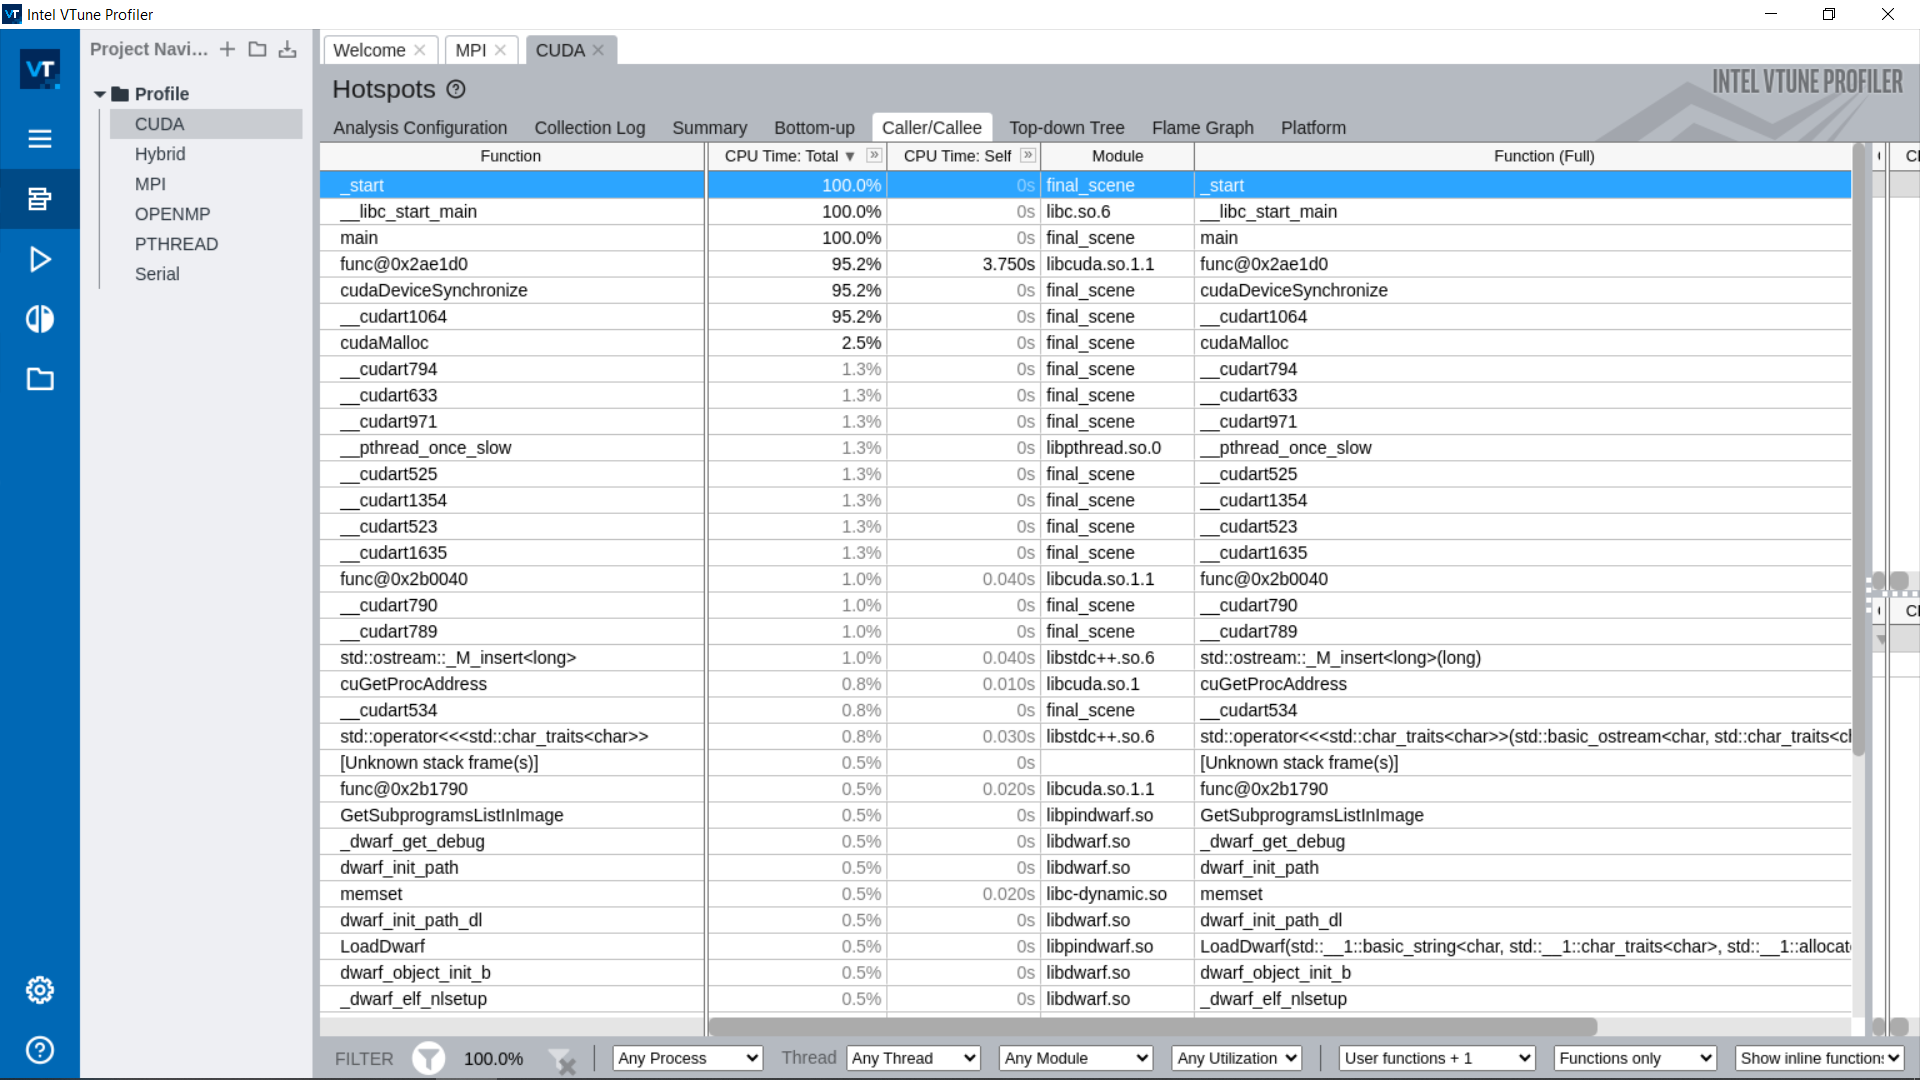 Intel VTune Profiler
VT
Project Navi...
Profile
CUDA
Hybrid
MPI
OPENMP
PTHREAD
Serial
Welcome MPI CUDA
Hotspots
INTEL VTUNE PROFILER
Analysis Configuration Collection Log Summary Bottom-up Caller/Callee Top-down Tree Flame Graph Platform
Function CPU Time: Total CPU Time: Self Module Function (Full)
_start 100.0% 0s final_scene _start
__libc_start_main 100.0% 0s libc.so.6 __libc_start_main
main 100.0% 0s final_scene main
func@0x2ae1d0 95.2% 3.750s libcuda.so.1.1 func@0x2ae1d0
cudaDeviceSynchronize 95.2% 0s final_scene cudaDeviceSynchronize
__cudart1064 95.2% 0s final_scene __cudart1064
cudaMalloc 2.5% 0s final_scene cudaMalloc
__cudart794 1.3% 0s final_scene __cudart794
__cudart633 1.3% 0s final_scene __cudart633
__cudart971 1.3% 0s final_scene __cudart971
__pthread_once_slow 1.3% 0s libpthread.so.0 __pthread_once_slow
__cudart525 1.3% 0s final_scene __cudart525
__cudart1354 1.3% 0s final_scene __cudart1354
__cudart523 1.3% 0s final_scene __cudart523
__cudart1635 1.3% 0s final_scene __cudart1635
func@0x2b0040 1.0% 0.040s libcuda.so.1.1 func@0x2b0040
__cudart790 1.0% 0s final_scene __cudart790
__cudart789 1.0% 0s final_scene __cudart789
std::ostream::_M_insert<long> 1.0% 0.040s libstdc++.so.6 std::ostream::_M_insert<long>(long)
cuGetProcAddress 0.8% 0.010s libcuda.so.1 cuGetProcAddress
__cudart534 0.8% 0s final_scene __cudart534
std::operator<<<std::char_traits<char>> 0.8% 0.030s libstdc++.so.6 std::operator<<<std::char_traits<char>>(std::basic_ostream<char, std::char_traits<cl
[Unknown stack frame(s)] 0.5% 0s [Unknown stack frame(s)]
func@0x2b1790 0.5% 0.020s libcuda.so.1.1 func@0x2b1790
GetSubprogramsListInImage 0.5% 0s libpindwarf.so GetSubprogramsListInImage
_dwarf_get_debug 0.5% 0s libdwarf.so _dwarf_get_debug
dwarf_init_path 0.5% 0s libdwarf.so dwarf_init_path
memset 0.5% 0.020s libc-dynamic.so memset
dwarf_init_path_dl 0.5% 0s libdwarf.so dwarf_init_path_dl
LoadDwarf 0.5% 0s libpindwarf.so LoadDwarf(std::__1::basic_string<char, std::__1::char_traits<char>, std::__1::allocat
dwarf_object_init_b 0.5% 0s libdwarf.so dwarf_object_init_b
_dwarf_elf_nlsetup 0.5% 0s libdwarf.so _dwarf_elf_nlsetup
FILTER 100.0% Any Process Thread Any Thread Any Module Any Utilization User functions + 1 Functions only Show inline functions